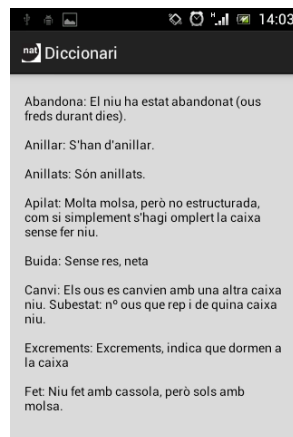 14:03
nat Diccionari
Abandona: El niu ha estat abandonat (ous
freds durant dies).
Anillar: S'han d'anillar.
Anillats: Són anillats.
Apilat: Molta molsa, però no estructurada,
com si simplement s'hagi omplert la caixa
sense fer niu.
Buida: Sense res, neta
Canvi: Els ous es canvien amb una altra caixa
niu. Subestat: nº ous que rep i de quina caixa
niu.
Excrements: Excrements, indica que dormen a
la caixa
Fet: Niu fet amb cassola, però sols amb
molsa.